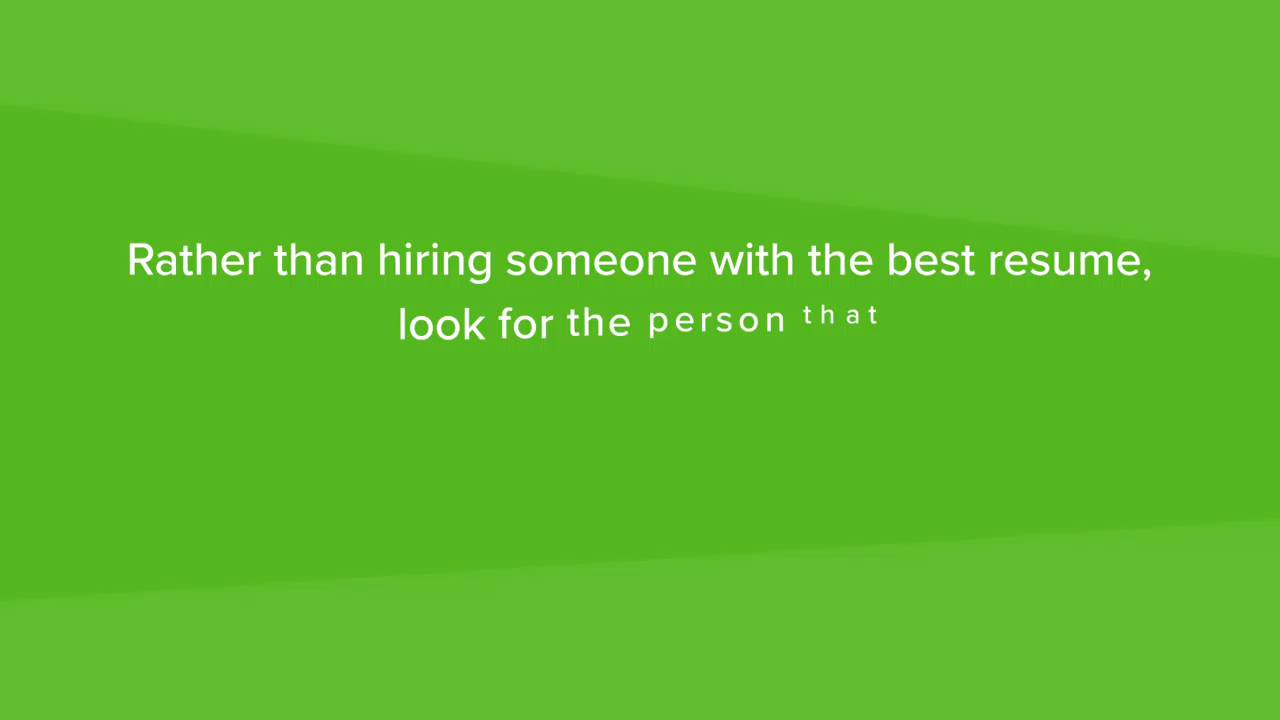 Rather than hiring someone with the best resume,
look for the person that